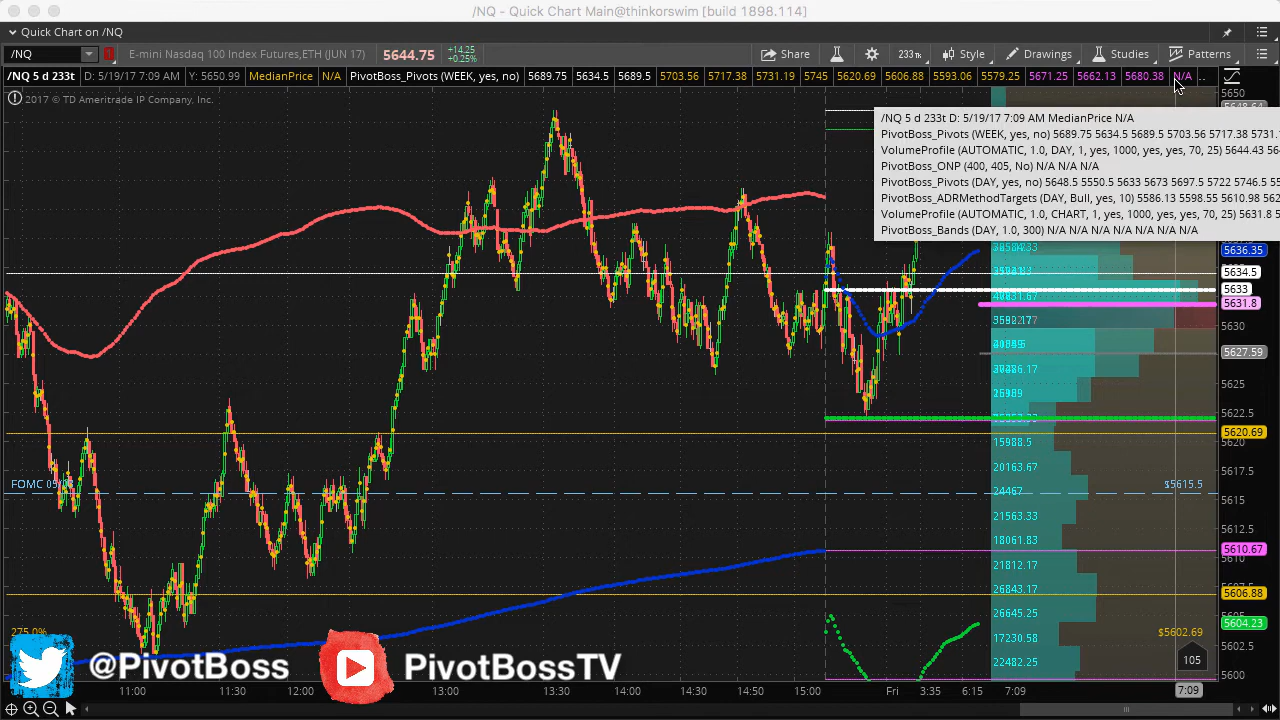 /NQ - Quick Chart Main@thinkorswim [build 1898.114]
Quick Chart on /NQ
/NQ E-mini Nasdaq 100 Index Futures,ETH (JUN 17) 5644.75 +14.25 +0.25% Share 233tk Style Drawings Studies Patterns
/NQ 5 d 233t D: 5/19/17 7:09 AM Y: 5650.99 MedianPrice N/A PivotBoss_Pivots (WEEK, yes, no) 5689.75 5634.5 5689.5 5703.56 5717.38 5731.19 5745 5620.69 5606.88 5593.06 5579.25 5671.25 5662.13 5680.38 N/A ..
2017 © TD Ameritrade IP Company, Inc.
5650
/NQ 5 d 233t D: 5/19/17 7:09 AM MedianPrice N/A
PivotBoss_Pivots (WEEK, yes, no) 5689.75 5634.5 5689.5 5703.56 5717.38 5731.
VolumeProfile (AUTOMATIC, 1.0, DAY, 1, yes, 1000, yes, yes, 70, 25) 5644.43 564
PivotBoss_ONP (400, 405, No) N/A N/A N/A
PivotBoss_Pivots (DAY, yes, no) 5648.5 5550.5 5633 5673 5697.5 5722 5746.5 55
PivotBoss_ADRMethodTargets (DAY, Bull, yes, 10) 5586.13 5598.55 5610.98 562
VolumeProfile (AUTOMATIC, 1.0, CHART, 1, yes, 1000, yes, yes, 70, 25) 5631.8 5
PivotBoss_Bands (DAY, 1.0, 300) N/A N/A N/A N/A N/A N/A N/A
5636.35
5634.5
5633
5631.8
5630
5627.59
5625
5622.5
5620.69
15988.5
5620
20163.67
5617.5
FOMC
24467
$5615.5
5615
21563.33
5612.5
18061.83
5610.67
21812.17
26843.17
5606.88
26645.25
5604.23
275.0%
17230.58
$5602.69
5602.5
22482.25
105
5600
@PivotBoss
PivotBossTV
11:00 11:30 12:00 13:00 13:30 14:00 14:30 14:50 15:00 Fri 3:35 6:15 7:09 7:09